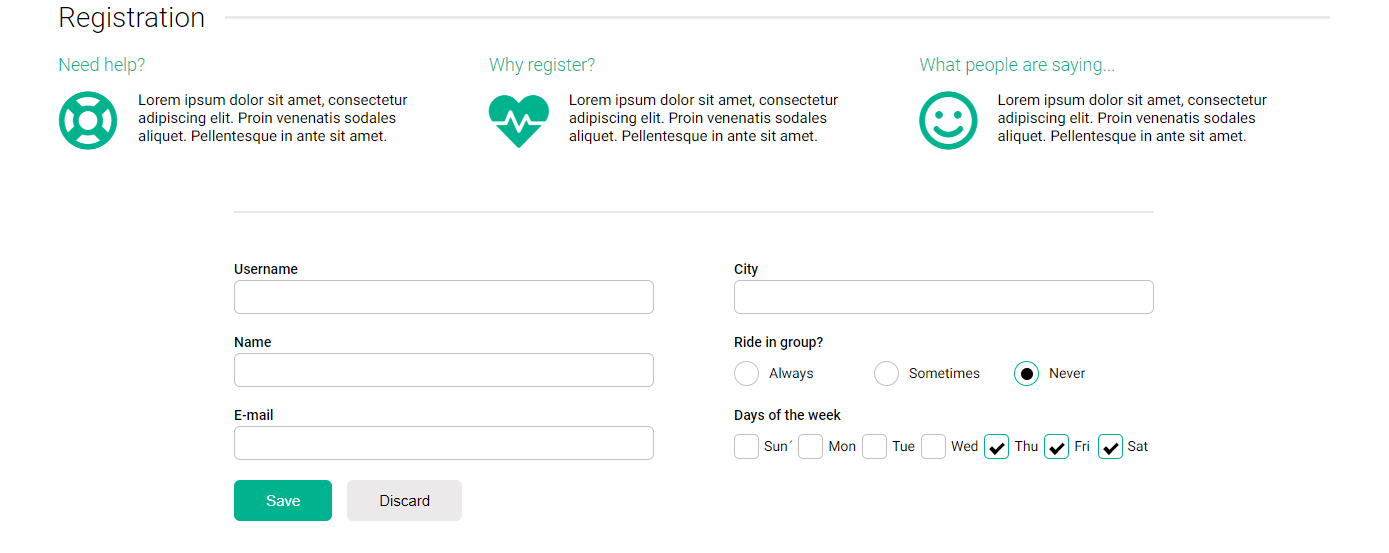 Registration
Need help?
Lorem ipsum dolor sit amet, consectetur
adipiscing elit. Proin venenatis sodales
aliquet. Pellentesque in ante sit amet.
Why register?
Lorem ipsum dolor sit amet, consectetur
adipiscing elit. Proin venenatis sodales
aliquet. Pellentesque in ante sit amet.
What people are saying...
Lorem ipsum dolor sit amet, consectetur
adipiscing elit. Proin venenatis sodales
aliquet. Pellentesque in ante sit amet.
Username
Name
E-mail
City
Ride in group?
Always Sometimes Never
Days of the week
Sun´ Mon Tue Wed Thu Fri Sat
Save Discard